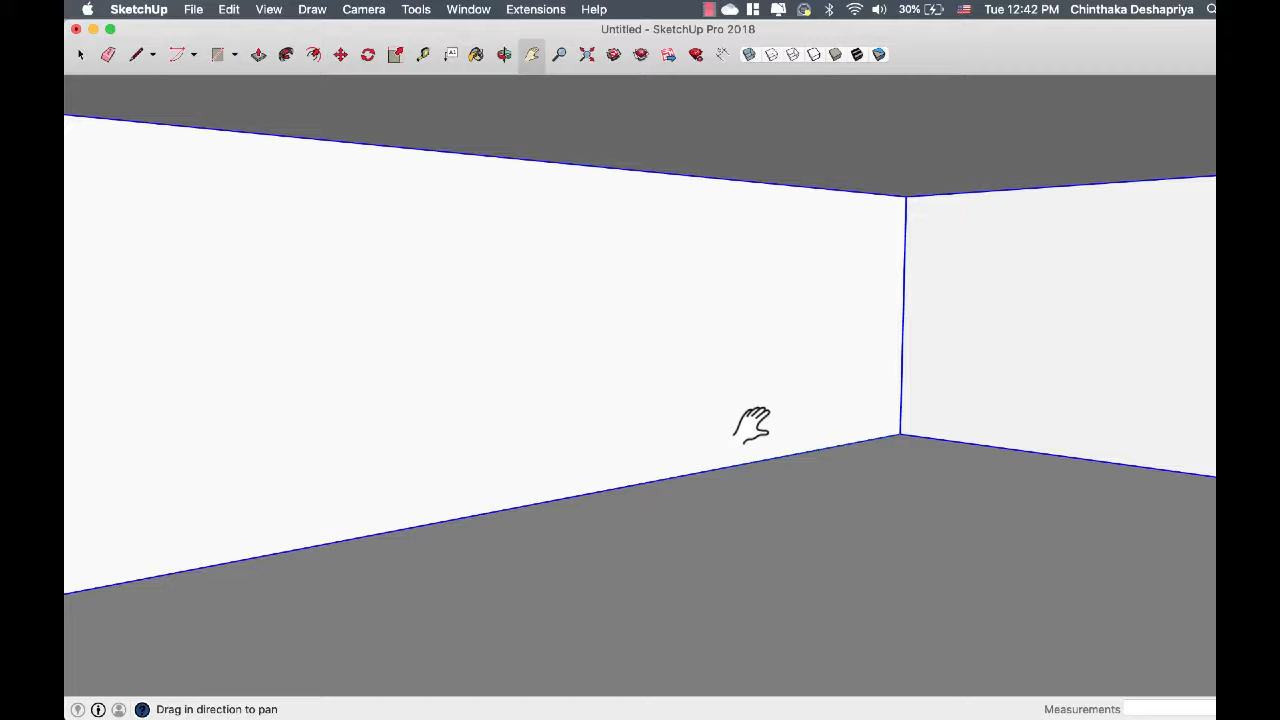 SketchUp File Edit View Draw Camera Tools Window Extensions Help 30% Tue 12:42 PM Chinthaka Deshapriya
Untitled - SketchUp Pro 2018
A1
? Drag in direction to pan Measurements